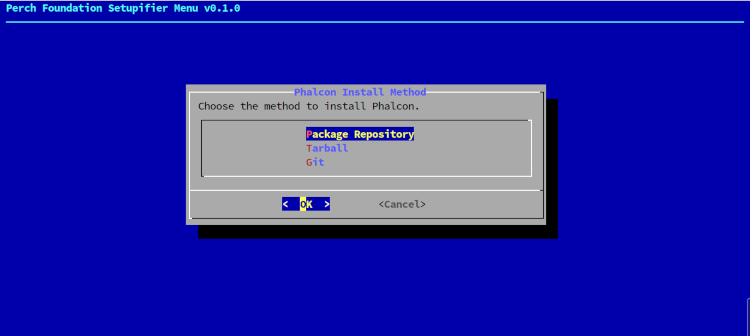 Perch Foundation Setupifier Menu v0.1.0
Phalcon Install Method
Choose the method to install Phalcon.
Package Repository
Tarball
Git
<  OK  > <Cancel>